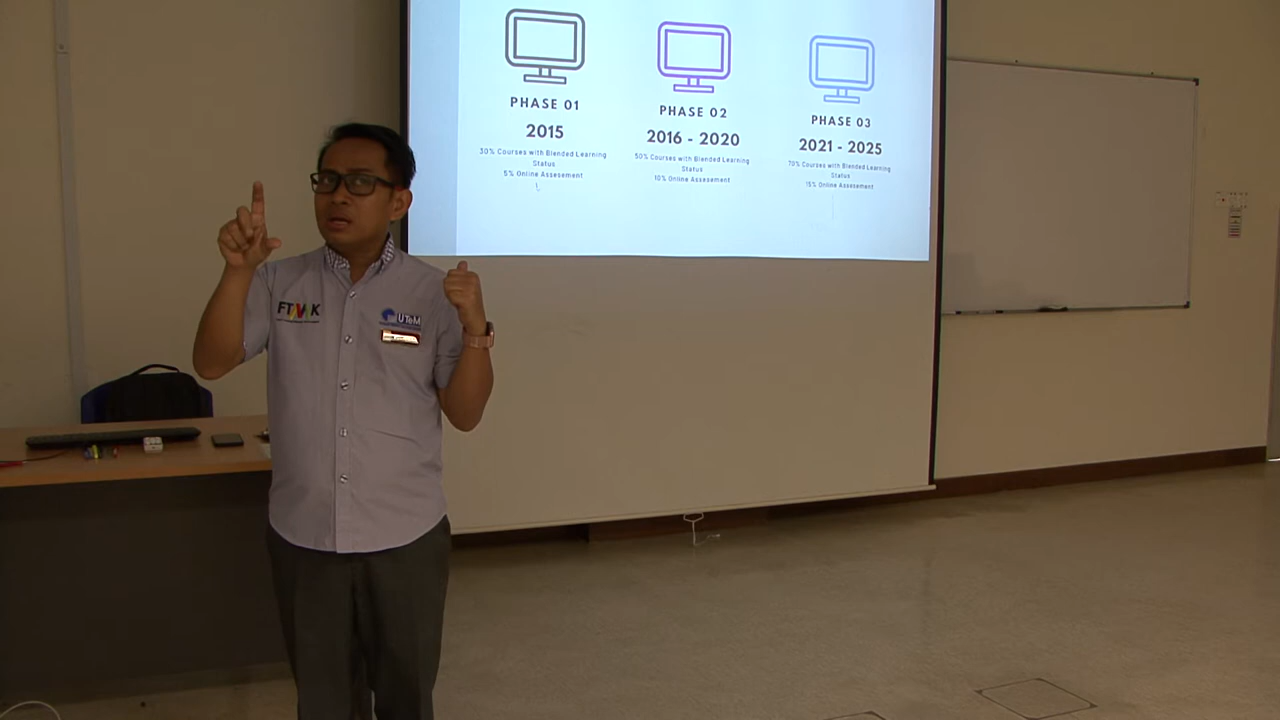 PHASE 01
2015
30% Courses with Blended Learning
Status
5% Online Assesement
PHASE 02
2016 - 2020
50% Courses with Blended Learning
Status
10% Online Assesement
PHASE 03
2021 - 2025
70% Courses with Blended Learning
Status
15% Online Assesement
FTMK
UTeM